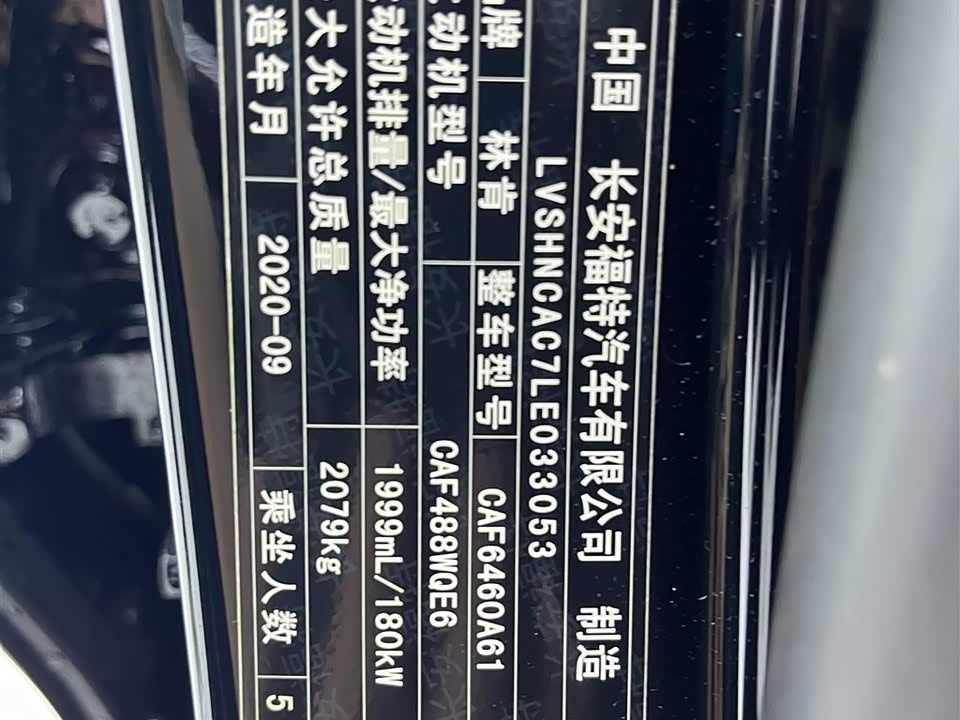 中国 长安福特汽车有限公司 制造
LVSHNCAC7LE033053
品牌 林肯 整车型号 CAF6460A61
动机型号 CAF488WQE6
动机排量/最大净功率 1999mL/180kW
大允许总质量 2079kg
造年月 2020-09 乘坐人数 5